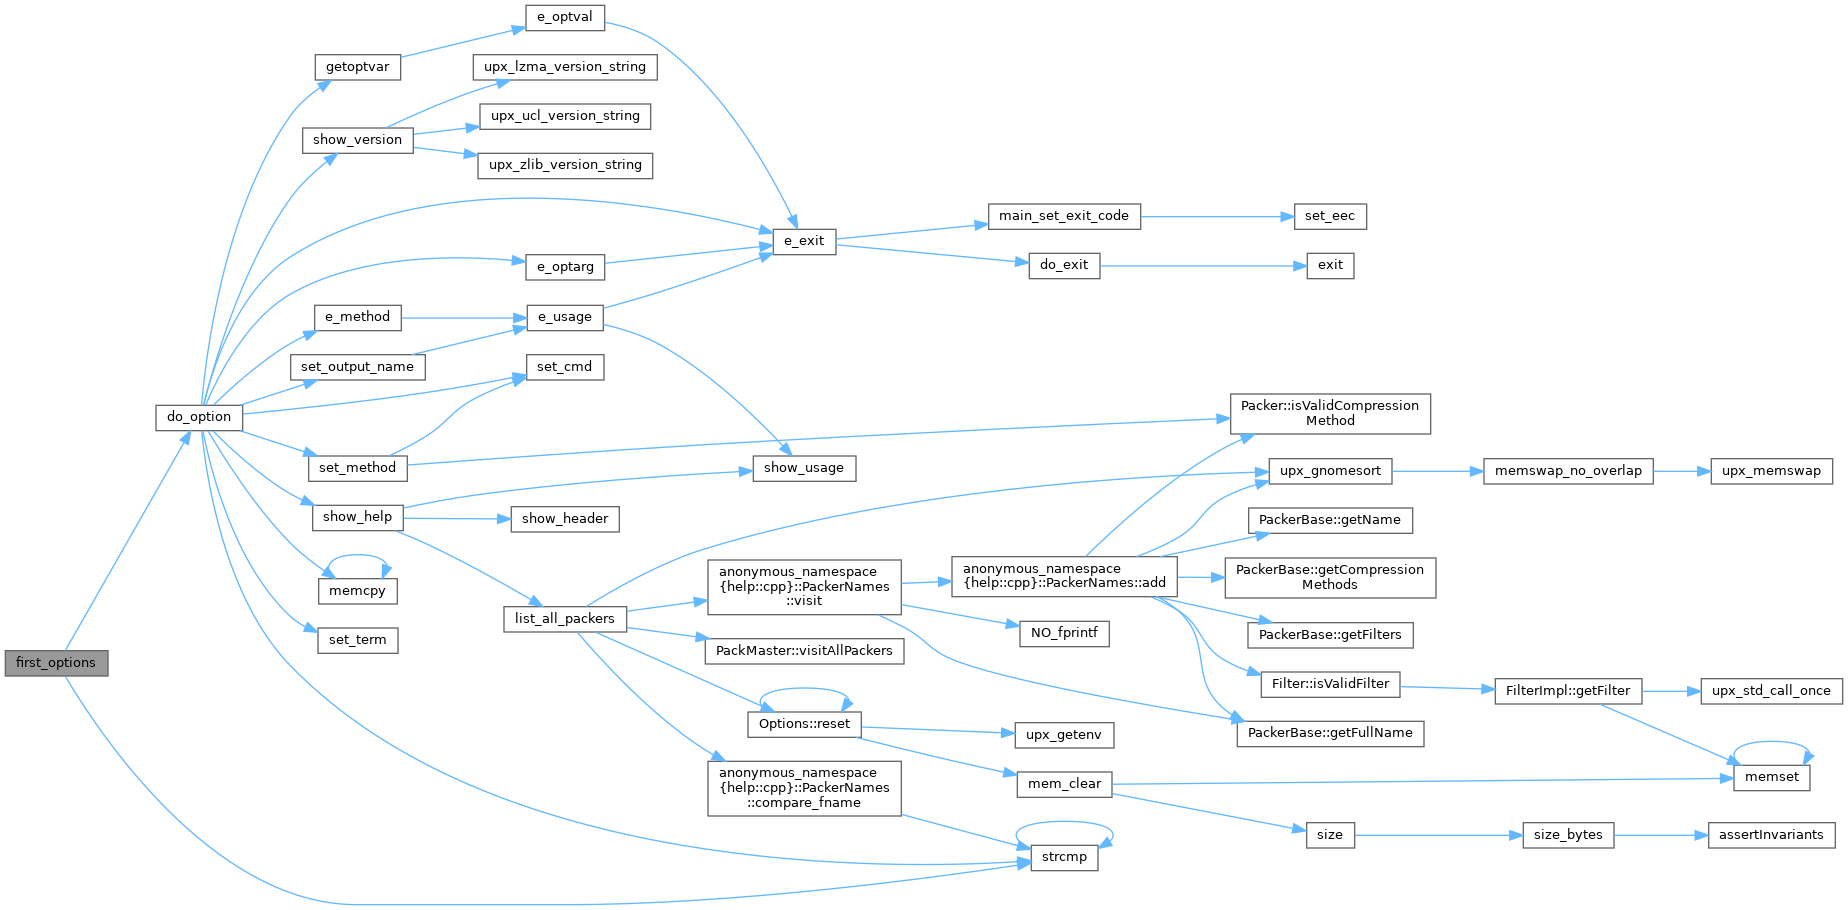 e_optval
getoptvar
upx_lzma_version_string
upx_ucl_version_string
show_version
upx_zlib_version_string
main_set_exit_code
set_eec
e_exit
e_optarg
do_exit
exit
e_method
e_usage
set_output_name
set_cmd
do_option
Packer::isValidCompression
Method
set_method
show_usage
upx_gnomesort
memswap_no_overlap
upx_memswap
show_help
show_header
PackerBase::getName
anonymous_namespace
{help::cpp}::PackerNames
::visit
anonymous_namespace
{help::cpp}::PackerNames::add
PackerBase::getCompression
Methods
memcpy
list_all_packers
NO_fprintf
PackerBase::getFilters
set_term
PackMaster::visitAllPackers
first_options
Filter::isValidFilter
FilterImpl::getFilter
upx_std_call_once
Options::reset
upx_getenv
PackerBase::getFullName
anonymous_namespace
{help::cpp}::PackerNames
::compare_fname
mem_clear
memset
size
size_bytes
assertInvariants
strcmp